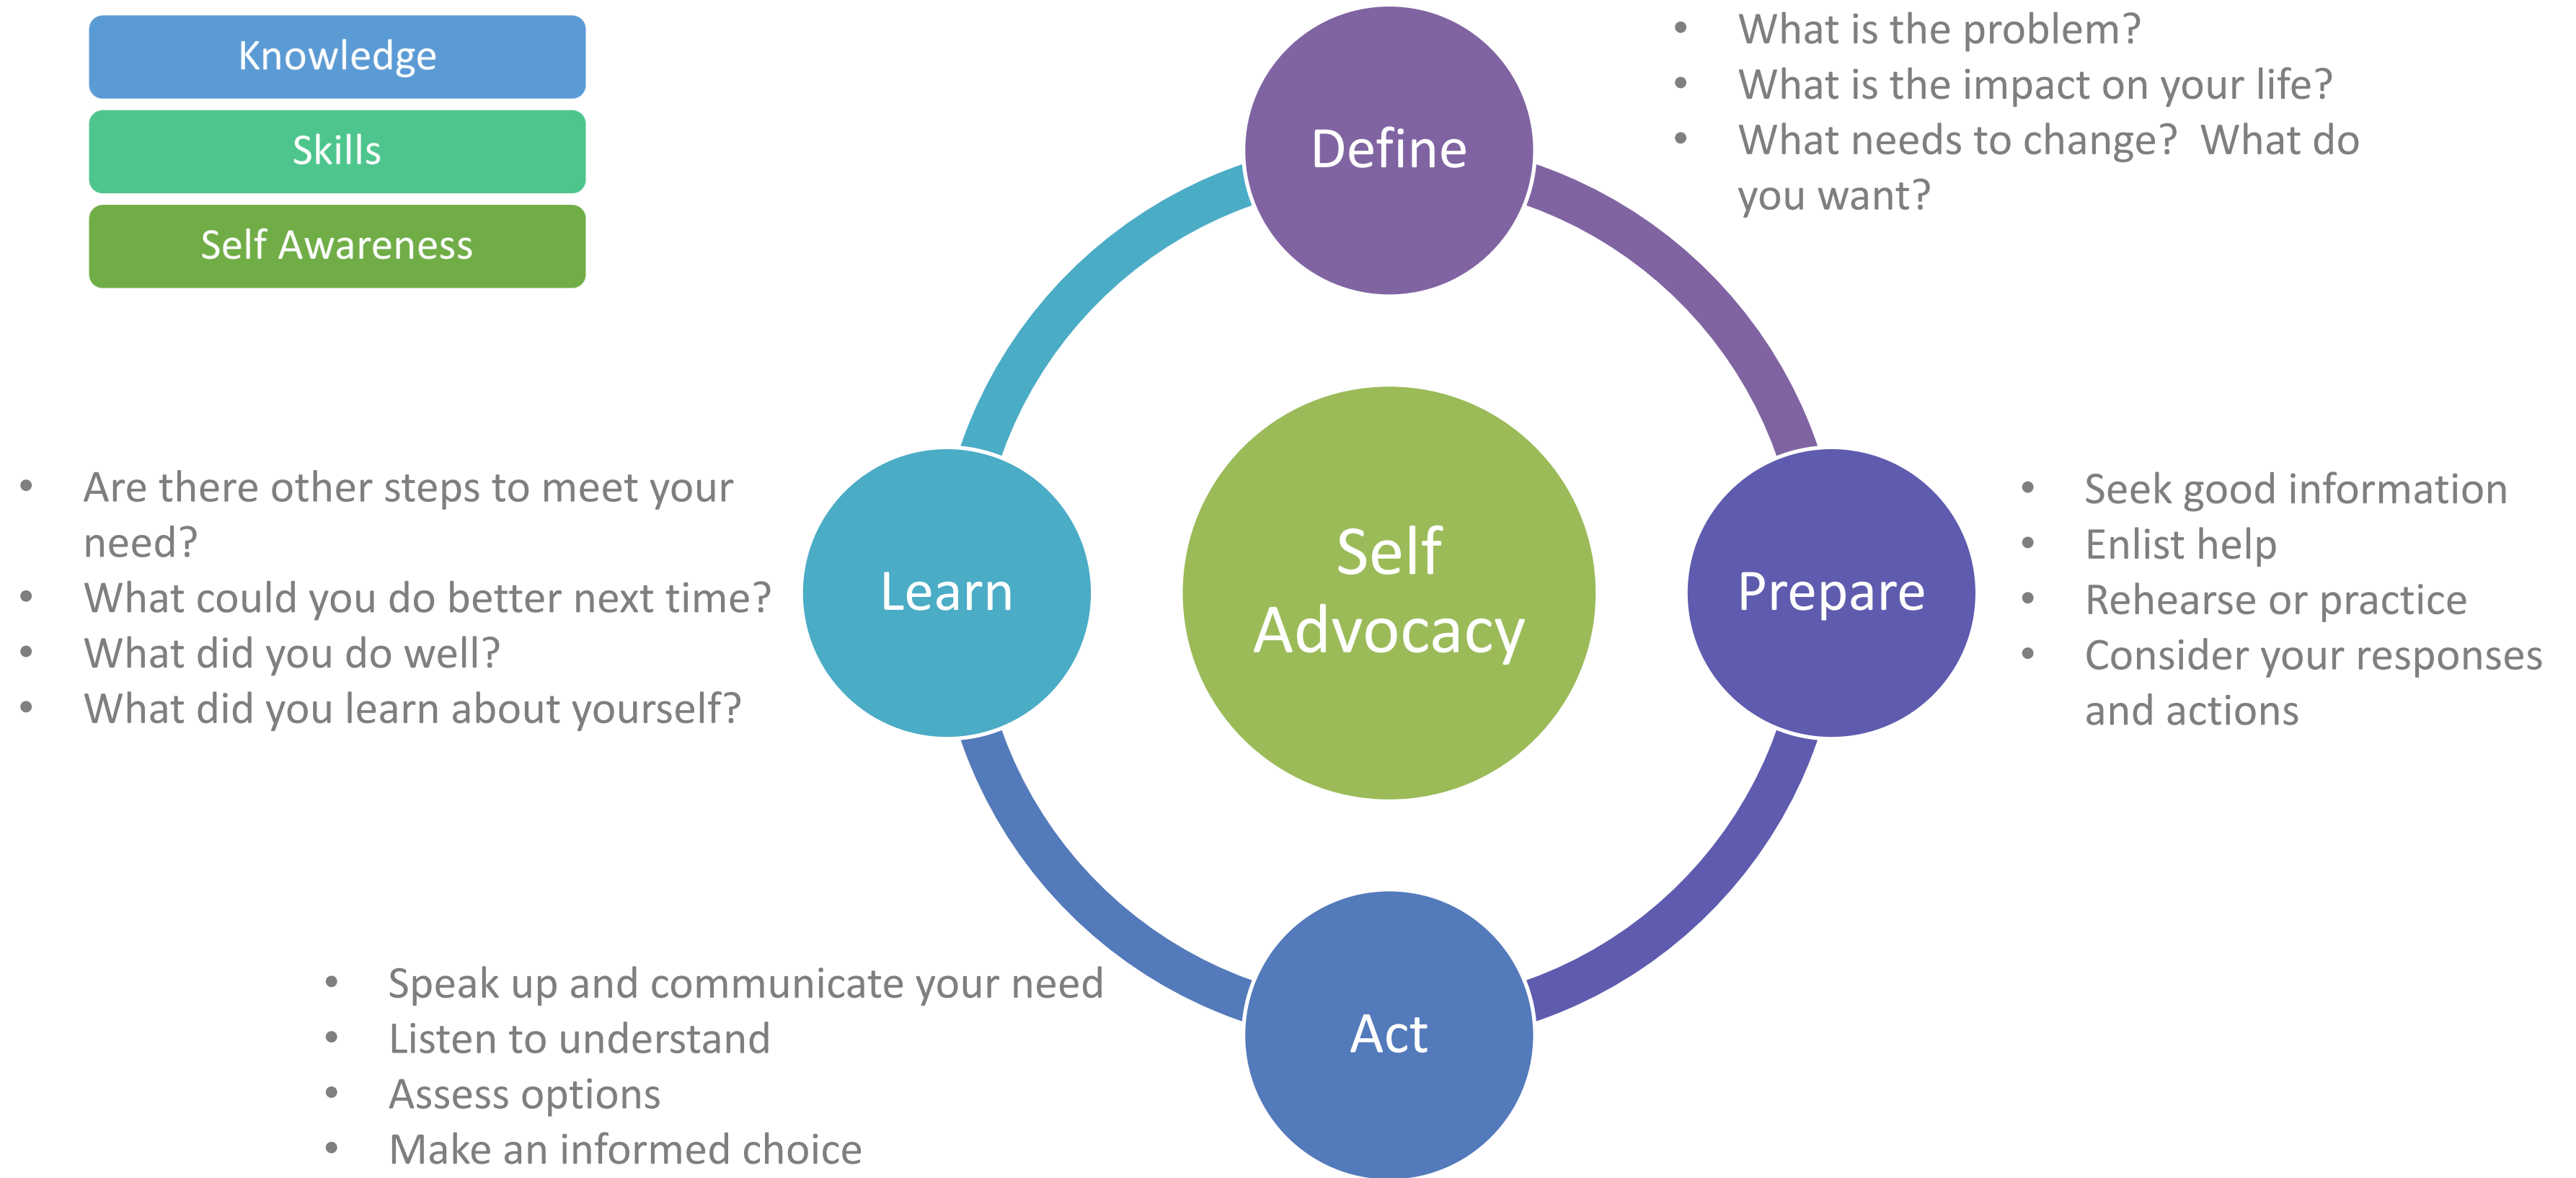 Knowledge
Skills
Self Awareness
Define
• What is the problem?
• What is the impact on your life?
• What needs to change?  What do
you want?
Prepare
• Seek good information
• Enlist help
• Rehearse or practice
• Consider your responses
and actions
Act
• Speak up and communicate your need
• Listen to understand
• Assess options
• Make an informed choice
Learn
• Are there other steps to meet your
need?
• What could you do better next time?
• What did you do well?
• What did you learn about yourself?
Self
Advocacy